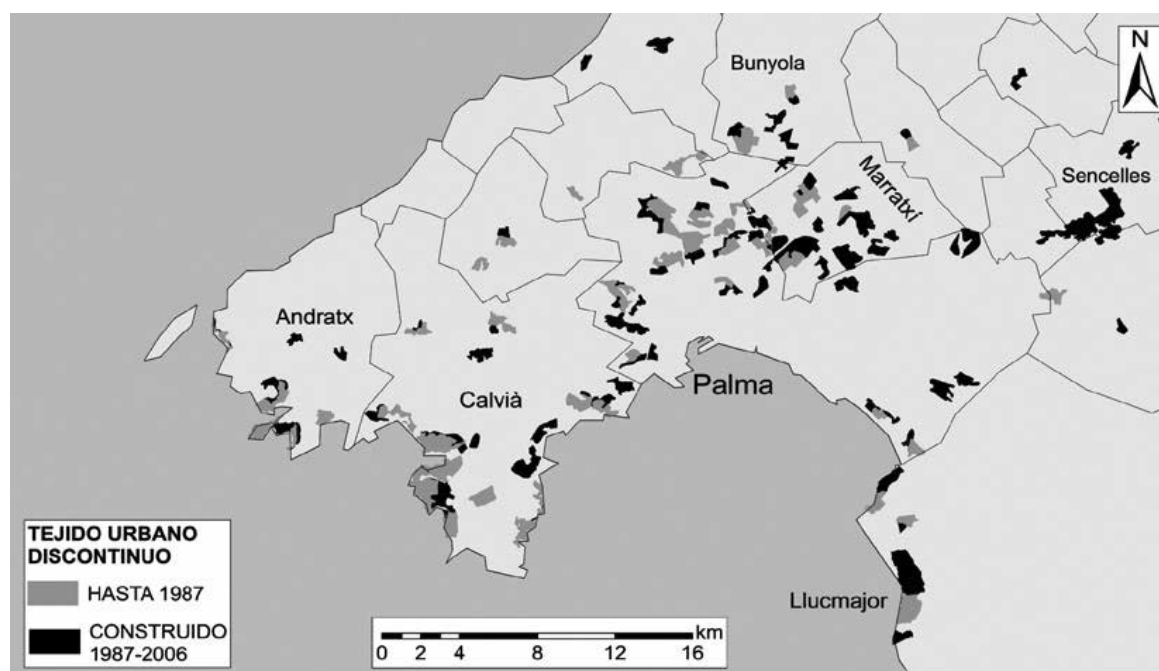 N
Bunyola
Marratxí
Sencelles
Andratx
Calvià
Palma
Llucmajor
TEJIDO URBANO
DISCONTINUO
HASTA 1987
CONSTRUIDO
1987-2006
km
0 2 4 8 12 16